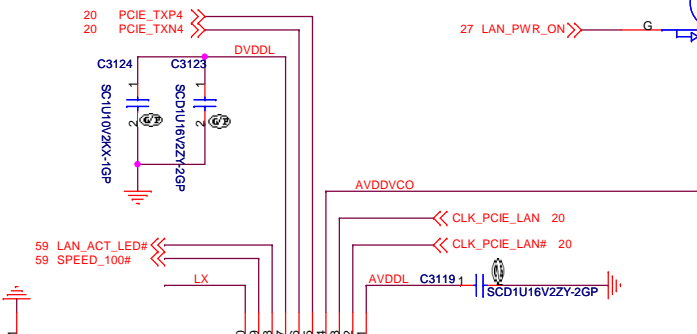 20 PCIE_TXP4
20 PCIE_TXN4
27 LAN_PWR_ON
G
DVDDL
C3124
C3123
1
1
SC1U10V2KX-1GP
SCD1U16V2ZY-2GP
2
2
G/P
G/P
AVDDVCO
CLK_PCIE_LAN 20
59 LAN_ACT_LED#
CLK_PCIE_LAN# 20
59 SPEED_100#
LX
AVDDL
C3119
1
SCD1U16V2ZY-2GP